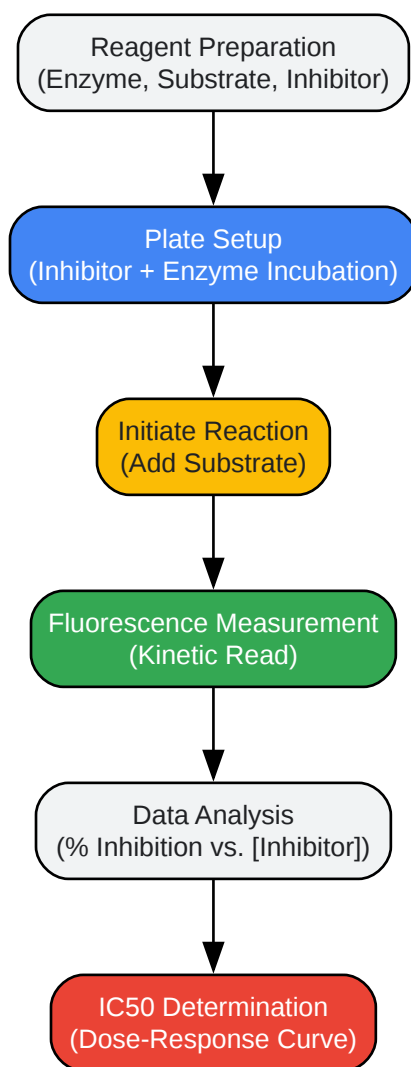 Reagent Preparation
(Enzyme, Substrate, Inhibitor)
Plate Setup
(Inhibitor + Enzyme Incubation)
Initiate Reaction
(Add Substrate)
Fluorescence Measurement
(Kinetic Read)
Data Analysis
(% Inhibition vs. [Inhibitor])
IC50 Determination
(Dose-Response Curve)